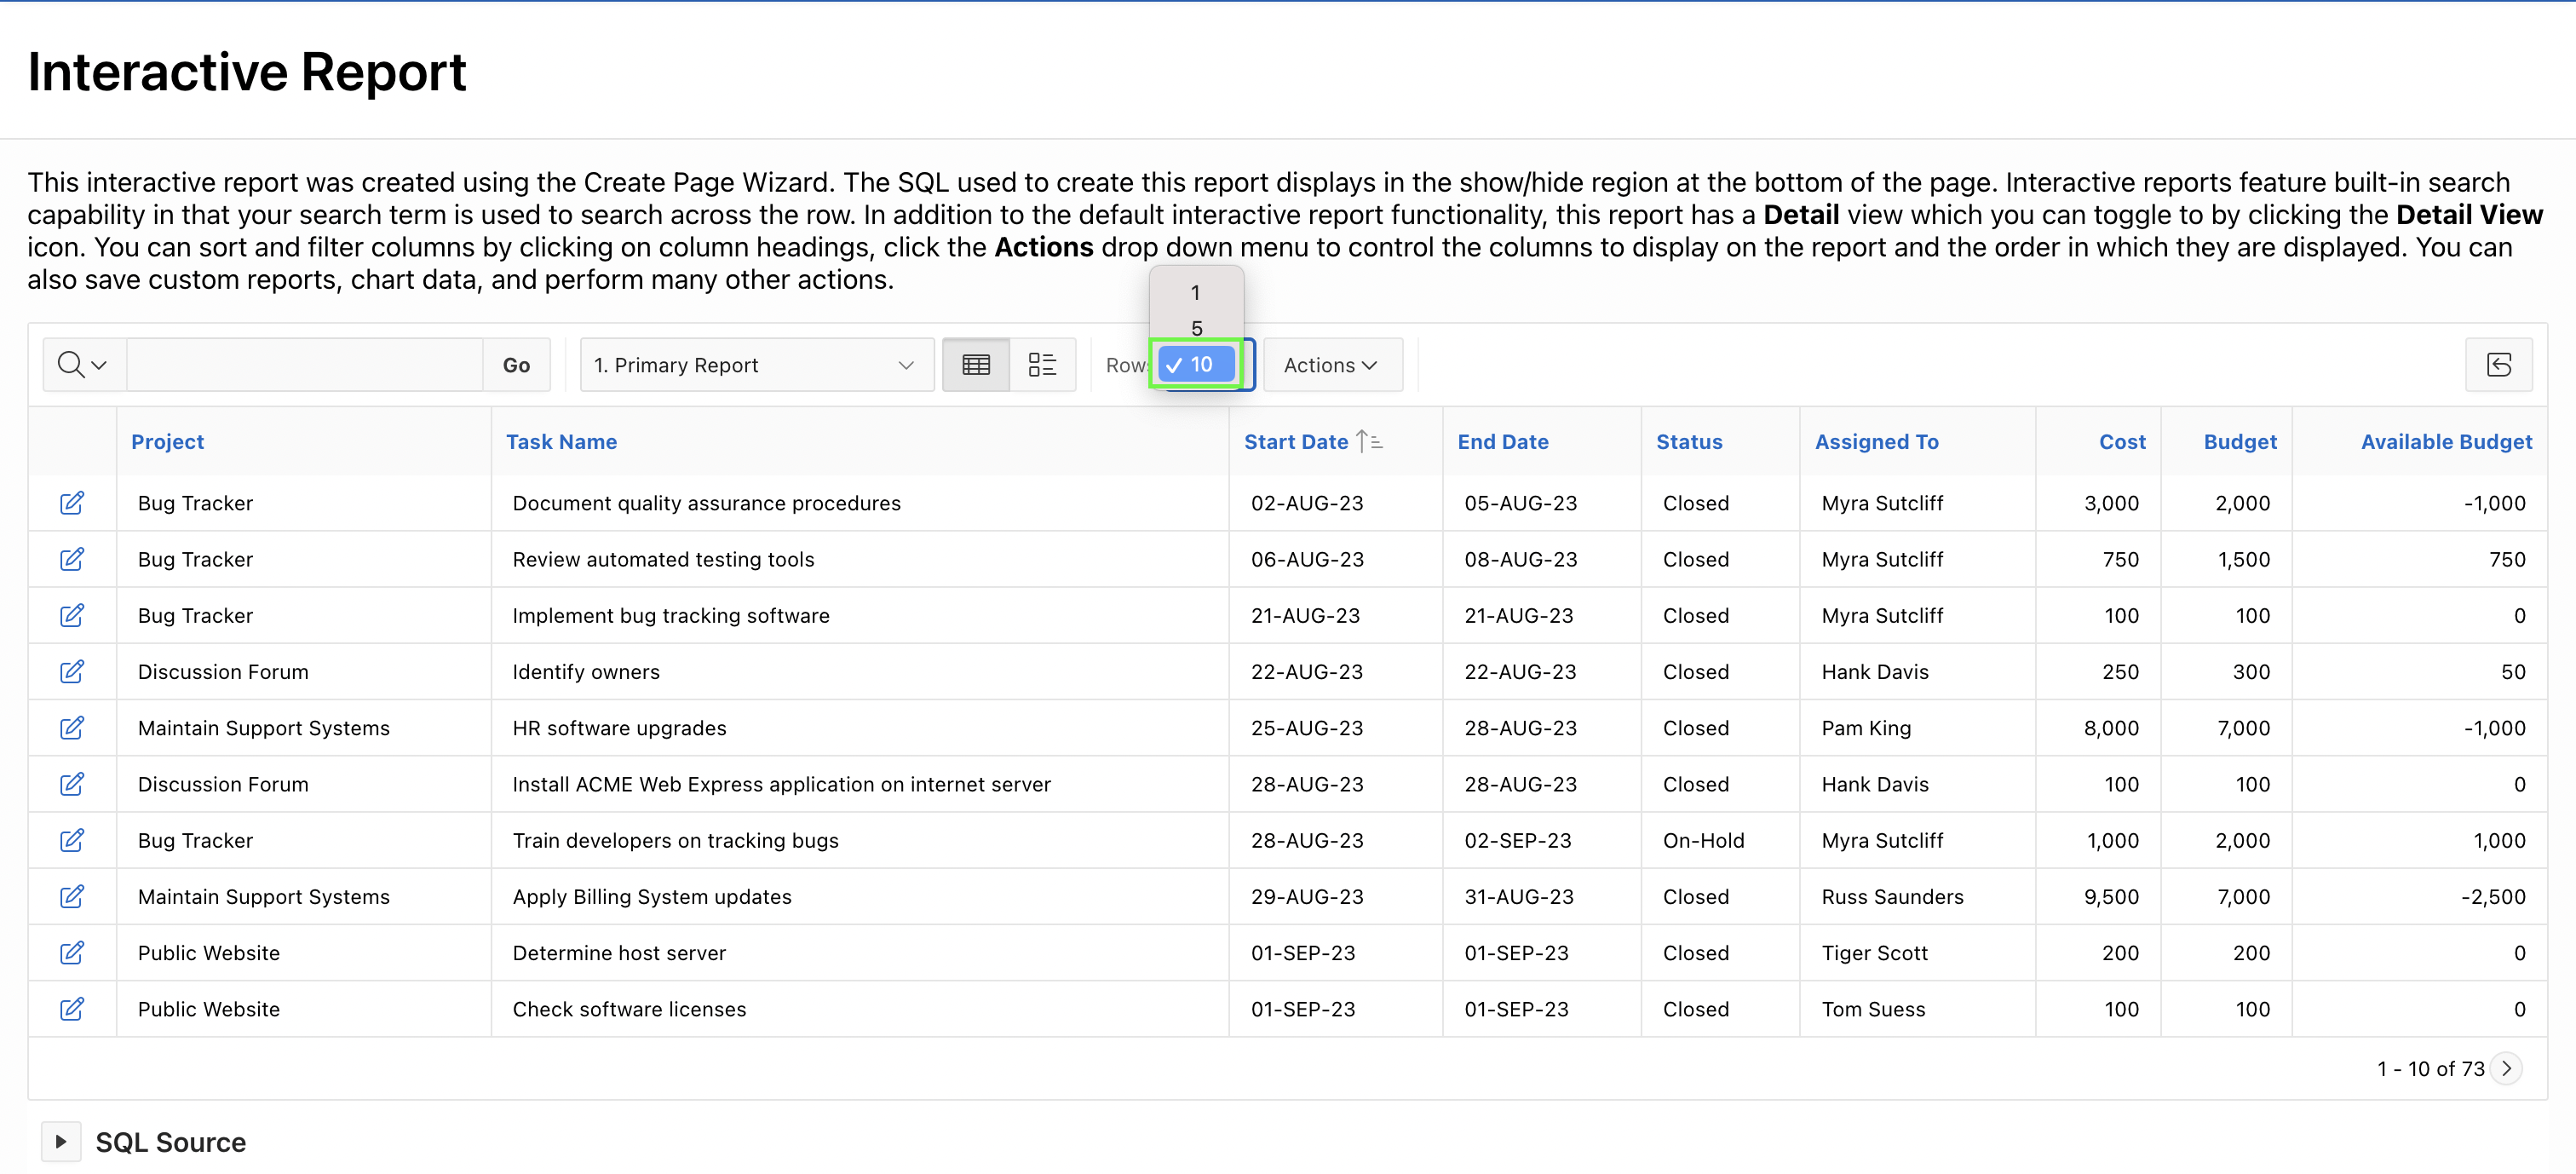 Interactive Report
This interactive report was created using the Create Page Wizard. The SQL used to create this report displays in the show/hide region at the bottom of the page. Interactive reports feature built-in search
capability in that your search term is used to search across the row. In addition to the default interactive report functionality, this report has a Detail view which you can toggle to by clicking the Detail View
icon. You can sort and filter columns by clicking on column headings, click the Actions drop down menu to control the columns to display on the report and the order in which they are displayed. You can
also save custom reports, chart data, and perform many other actions.
1
5
Go 1. Primary Report Row 10 Actions
Project Task Name Start Date End Date Status Assigned To Cost Budget Available Budget
Bug Tracker Document quality assurance procedures 02-AUG-23 05-AUG-23 Closed Myra Sutcliff 3,000 2,000 -1,000
Bug Tracker Review automated testing tools 06-AUG-23 08-AUG-23 Closed Myra Sutcliff 750 1,500 750
Bug Tracker Implement bug tracking software 21-AUG-23 21-AUG-23 Closed Myra Sutcliff 100 100 0
Discussion Forum Identify owners 22-AUG-23 22-AUG-23 Closed Hank Davis 250 300 50
Maintain Support Systems HR software upgrades 25-AUG-23 28-AUG-23 Closed Pam King 8,000 7,000 -1,000
Discussion Forum Install ACME Web Express application on internet server 28-AUG-23 28-AUG-23 Closed Hank Davis 100 100 0
Bug Tracker Train developers on tracking bugs 28-AUG-23 02-SEP-23 On-Hold Myra Sutcliff 1,000 2,000 1,000
Maintain Support Systems Apply Billing System updates 29-AUG-23 31-AUG-23 Closed Russ Saunders 9,500 7,000 -2,500
Public Website Determine host server 01-SEP-23 01-SEP-23 Closed Tiger Scott 200 200 0
Public Website Check software licenses 01-SEP-23 01-SEP-23 Closed Tom Suess 100 100 0
1 - 10 of 73
SQL Source